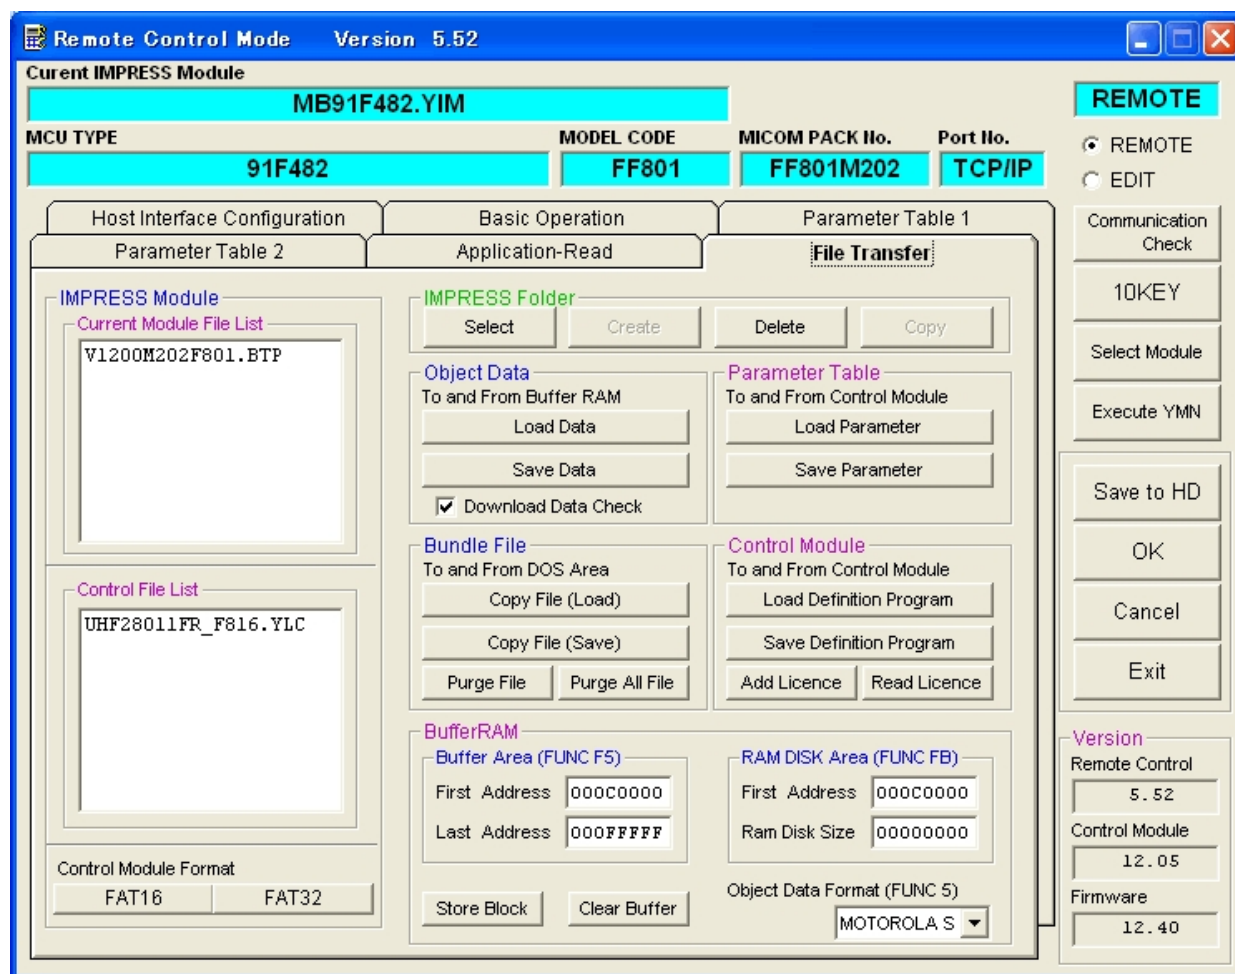 Remote Control Mode Version 5.52
Curent IMPRESS Module
MB91F482.YIM
REMOTE
MCU TYPE MODEL CODE MICOM PACK No. Port No.
91F482 FF801 FF801M202 TCP/IP
REMOTE
EDIT
Host Interface Configuration Basic Operation Parameter Table 1
Parameter Table 2 Application-Read File Transfer
Communication
Check
10KEY
Select Module
Execute YMN
Save to HD
OK
Cancel
Exit
IMPRESS Module
Current Module File List
V1200M202F801.BTP
Control File List
UHF28011FR_F816.YLC
Control Module Format
FAT16 FAT32
IMPRESS Folder
Select Create Delete Copy
Object Data
To and From Buffer RAM
Load Data
Save Data
Download Data Check
Parameter Table
To and From Control Module
Load Parameter
Save Parameter
Bundle File
To and From DOS Area
Copy File (Load)
Copy File (Save)
Purge File Purge All File
Control Module
To and From Control Module
Load Definition Program
Save Definition Program
Add Licence Read Licence
BufferRAM
Buffer Area (FUNC F5)
First Address 000C0000
Last Address 000FFFFF
RAM DISK Area (FUNC FB)
First Address 000C0000
Ram Disk Size 00000000
Store Block Clear Buffer
Object Data Format (FUNC 5)
MOTOROLA S
Version
Remote Control
5.52
Control Module
12.05
Firmware
12.40